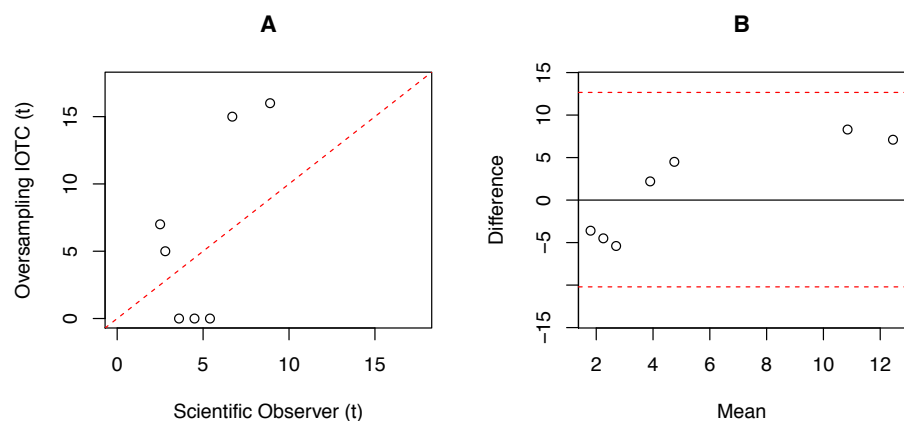 A
Oversampling IOTC (t)
15
10
5
0
0 5 10 15
Scientific Observer (t)
B
Difference
15
10
5
0
−5
−15
2 4 6 8 10 12
Mean